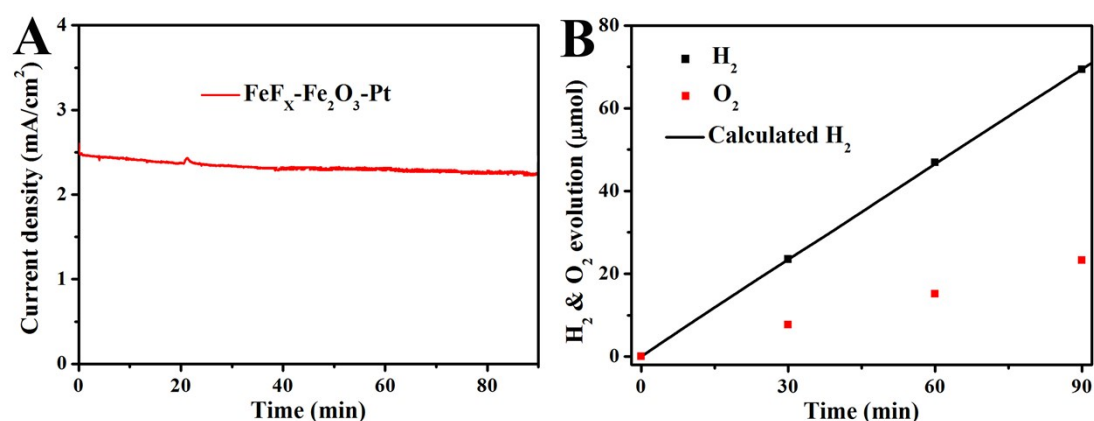 A
Current density (mA/cm²)
4
3
2
1
0
FeFₓ-Fe₂O₃-Pt
0 20 40 60 80
Time (min)
B
H₂ & O₂ evolution (μmol)
80
60
40
20
0
H₂
O₂
Calculated H₂
0 30 60 90
Time (min)